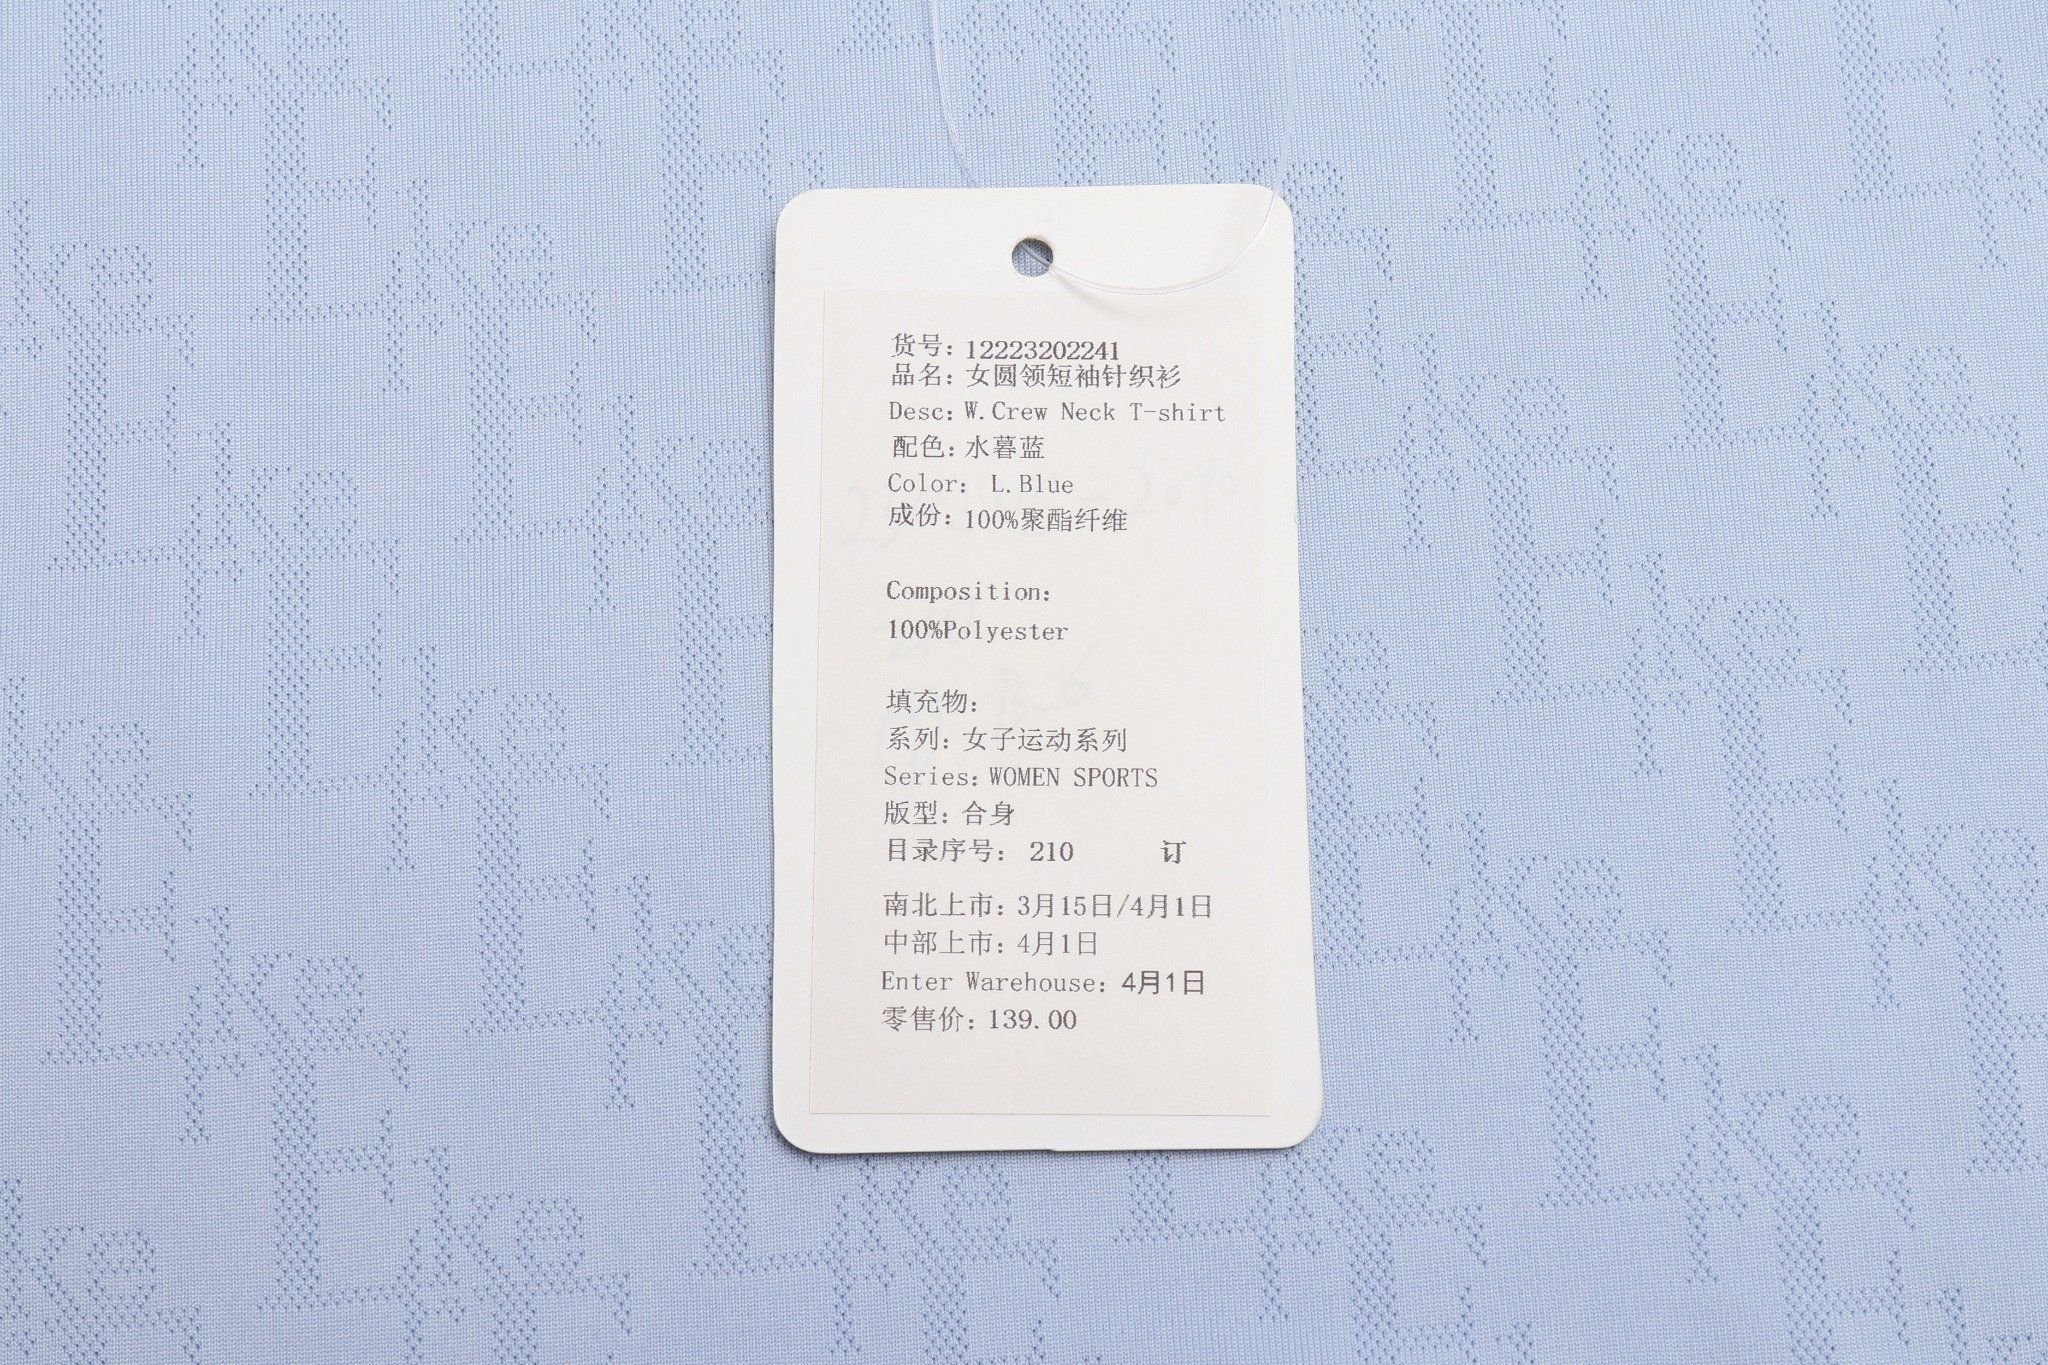 货号: 12223202241
品名: 女圆领短袖针织衫
Desc: W.Crew Neck T-shirt
配色: 水暮蓝
Color: L.Blue
成份: 100%聚酯纤维
Composition:
100%Polyester
填充物:
系列: 女子运动系列
Series: WOMEN SPORTS
版型: 合身
目录序号: 210 订
南北上市: 3月15日/4月1日
中部上市: 4月1日
Enter Warehouse: 4月1日
零售价: 139.00